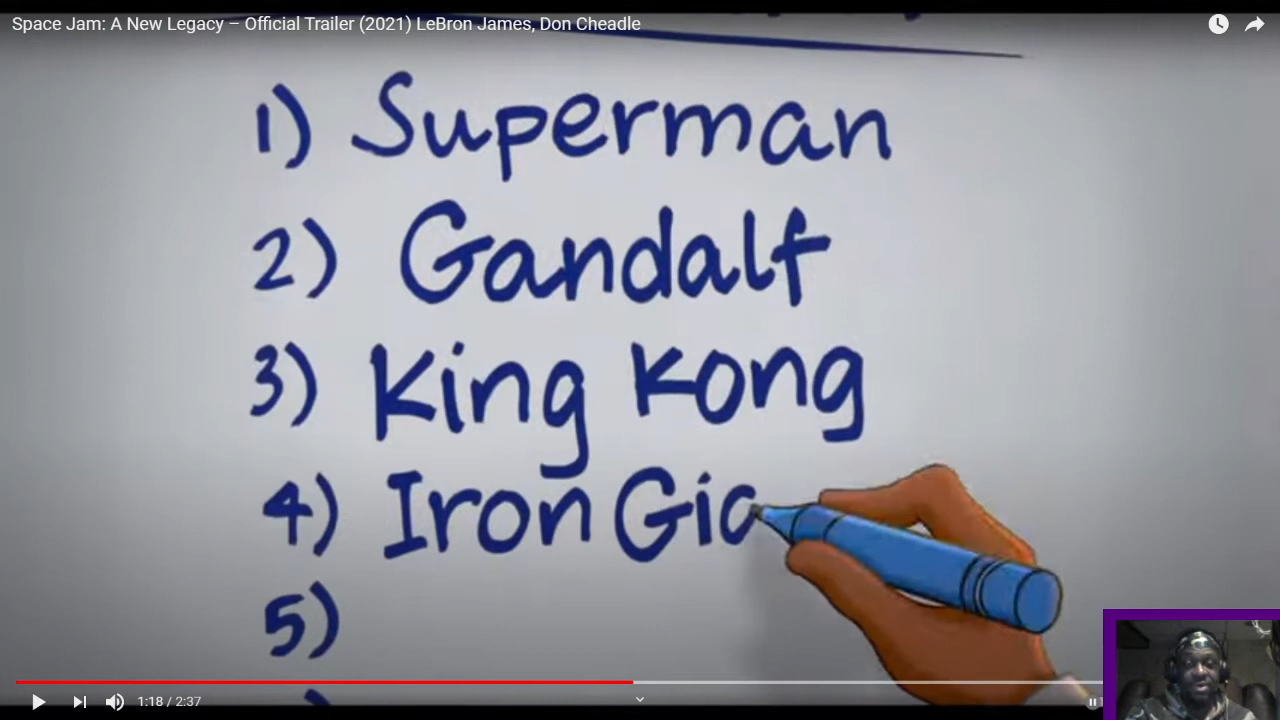 Space Jam: A New Legacy – Official Trailer (2021) LeBron James, Don Cheadle
1) Superman
2) Gandalf
3) King Kong
4) Iron Gia
5)
1:18 / 2:37